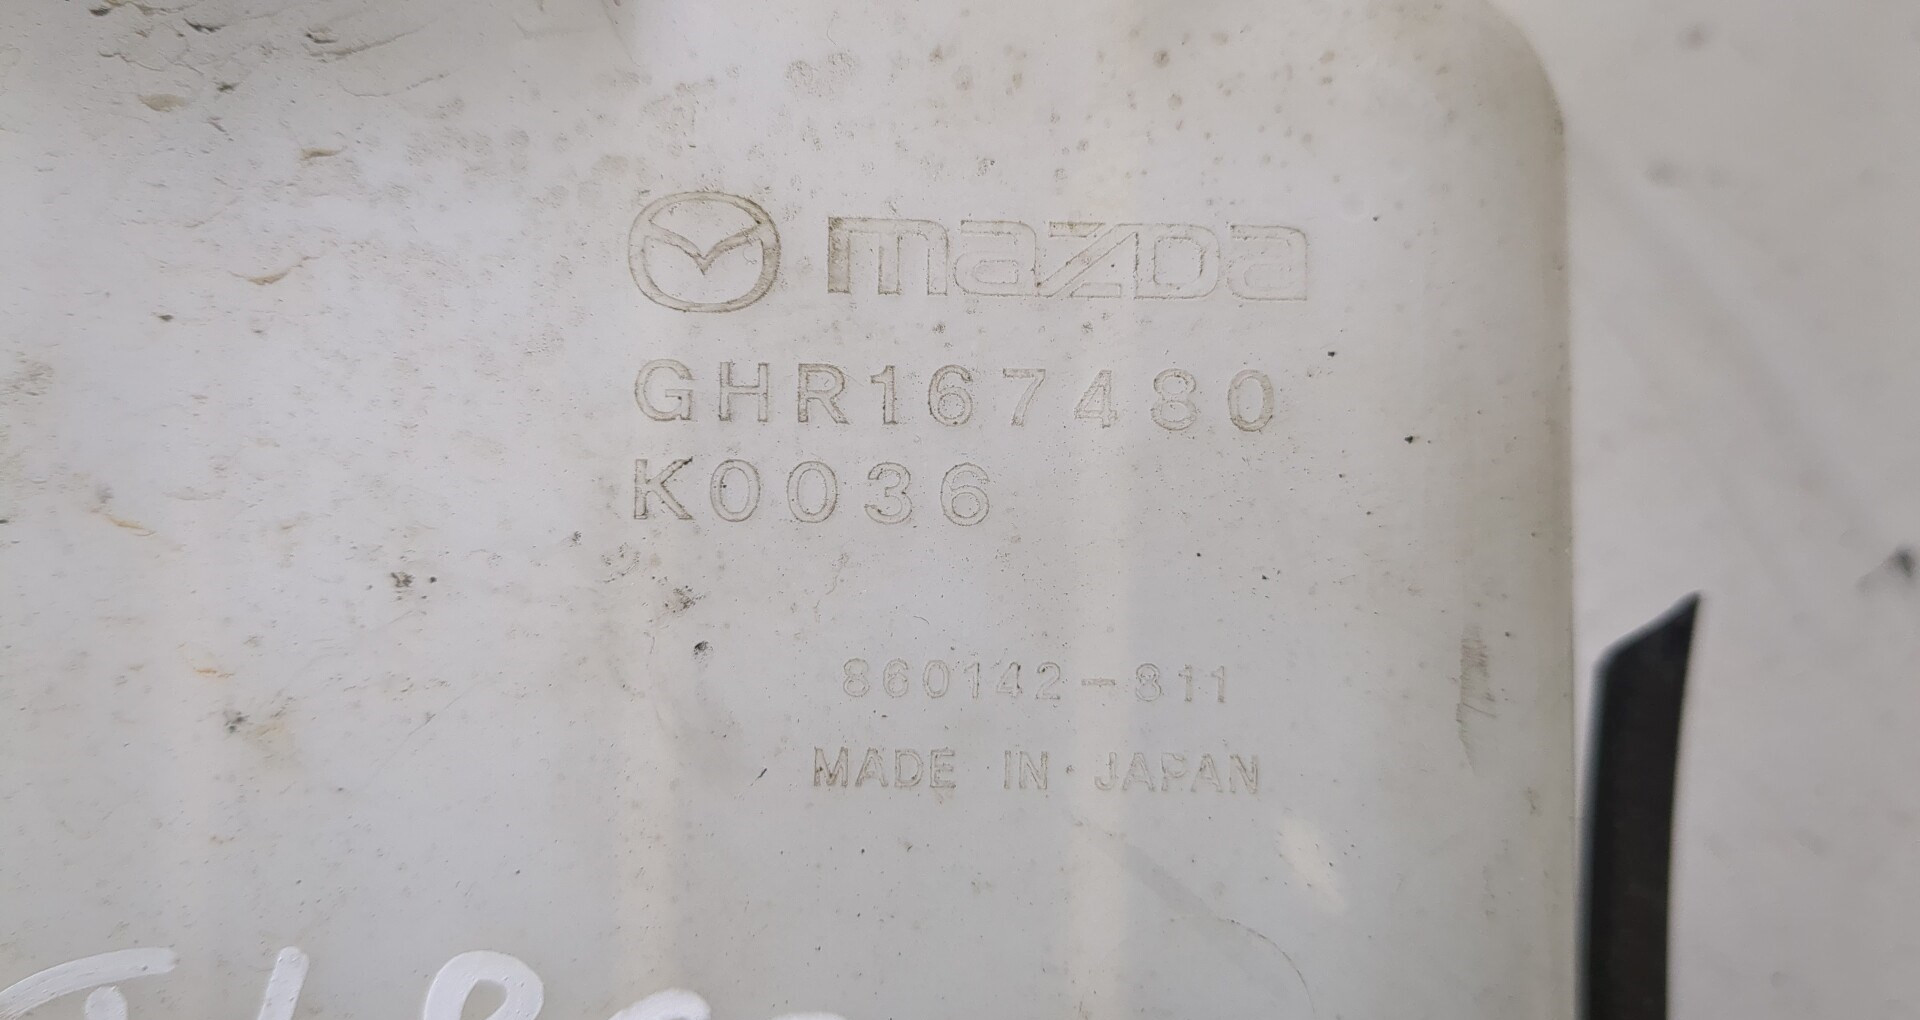 mazda
GHR167480
K0036
860142-811
MADE IN JAPAN